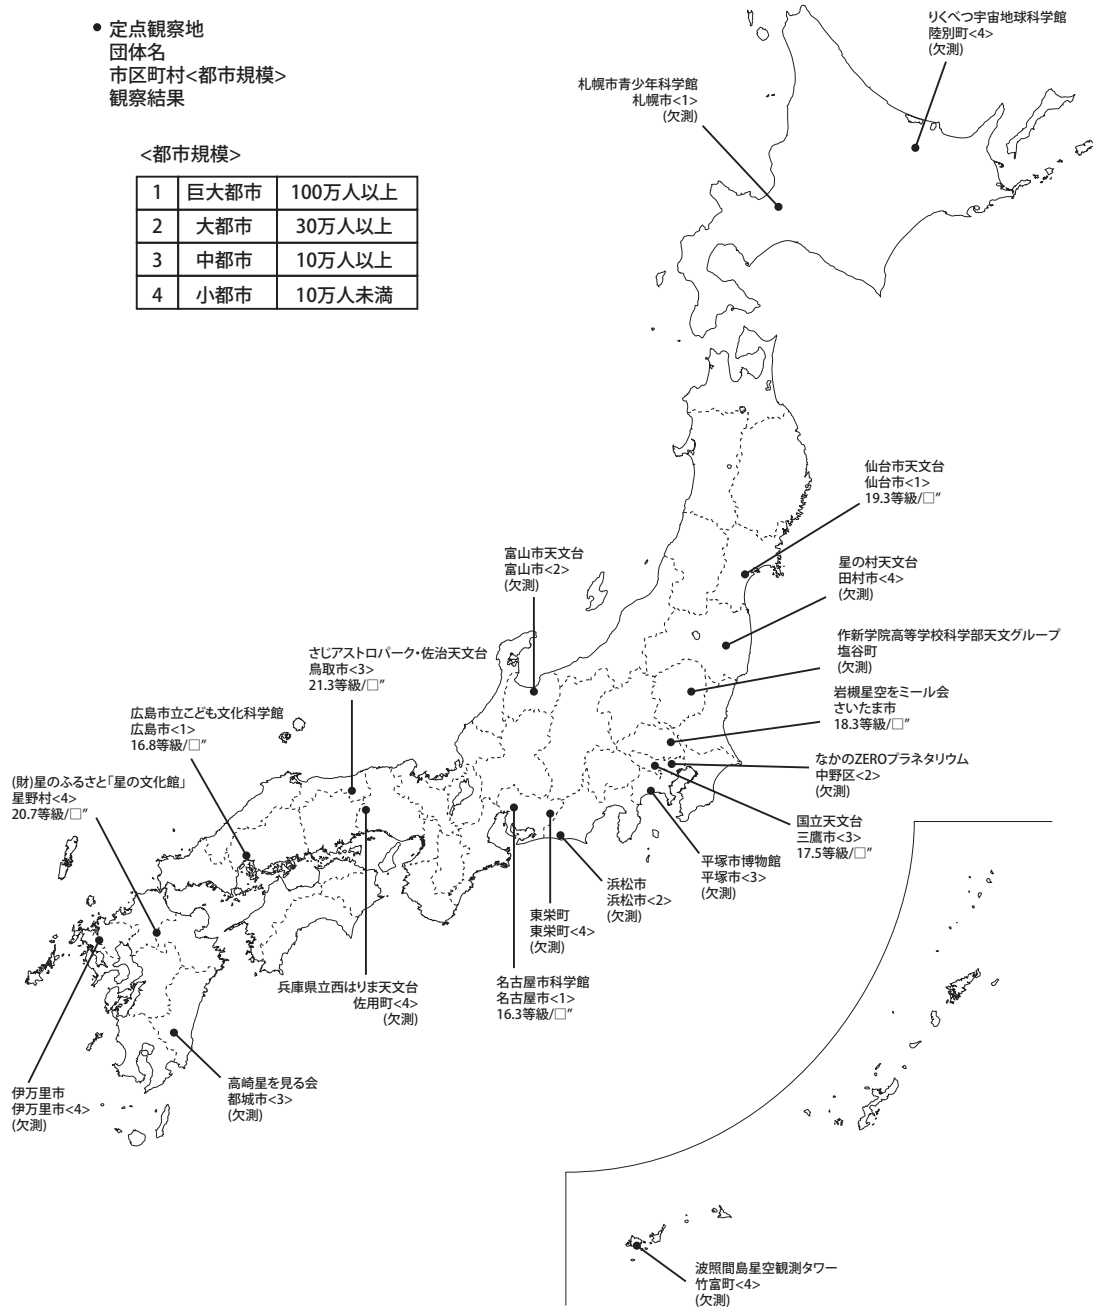 ● 定点観察地
団体名
市区町村<都市規模>
観察結果
<都市規模>
1 巨大都市 100万人以上
2 大都市 30万人以上
3 中都市 10万人以上
4 小都市 10万人未満
りくべつ宇宙地球科学館
陸別町<4>
(欠測)
札幌市青少年科学館
札幌市<1>
(欠測)
仙台市天文台
仙台市<1>
19.3等級/□”
星の村天文台
田村市<4>
(欠測)
作新学院高等学校科学部天文グループ
塩谷町
(欠測)
岩槻星空をミール会
さいたま市
18.3等級/□”
なかのZEROプラネタリウム
中野区<2>
(欠測)
国立天文台
三鷹市<3>
17.5等級/□”
平塚市博物館
平塚市<3>
(欠測)
浜松市
浜松市<2>
(欠測)
東栄町
東栄町<4>
(欠測)
名古屋市科学館
名古屋市<1>
16.3等級/□”
富山市天文台
富山市<2>
(欠測)
さじアストロパーク・佐治天文台
鳥取市<3>
21.3等級/□”
広島市立こども文化科学館
広島市<1>
16.8等級/□”
(財)星のふるさと「星の文化館」
星野村<4>
20.7等級/□”
兵庫県立西はりま天文台
佐用町<4>
(欠測)
高崎星を見る会
都城市<3>
(欠測)
伊万里市
伊万里市<4>
(欠測)
波照間島星空観測タワー
竹富町<4>
(欠測)